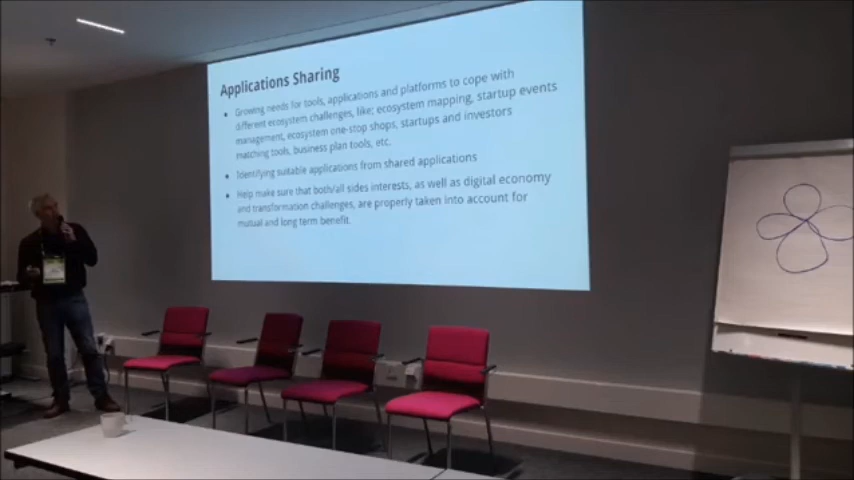 Applications Sharing
• Growing needs for tools, applications and platforms to cope with
different ecosystem challenges, like; ecosystem mapping, startup events
management, ecosystem one-stop shops, startups and investors
matching tools, business plan tools, etc.
• Identifying suitable applications from shared applications
• Help make sure that both/all sides interests, as well as digital economy
and transformation challenges, are properly taken into account for
mutual and long term benefit.